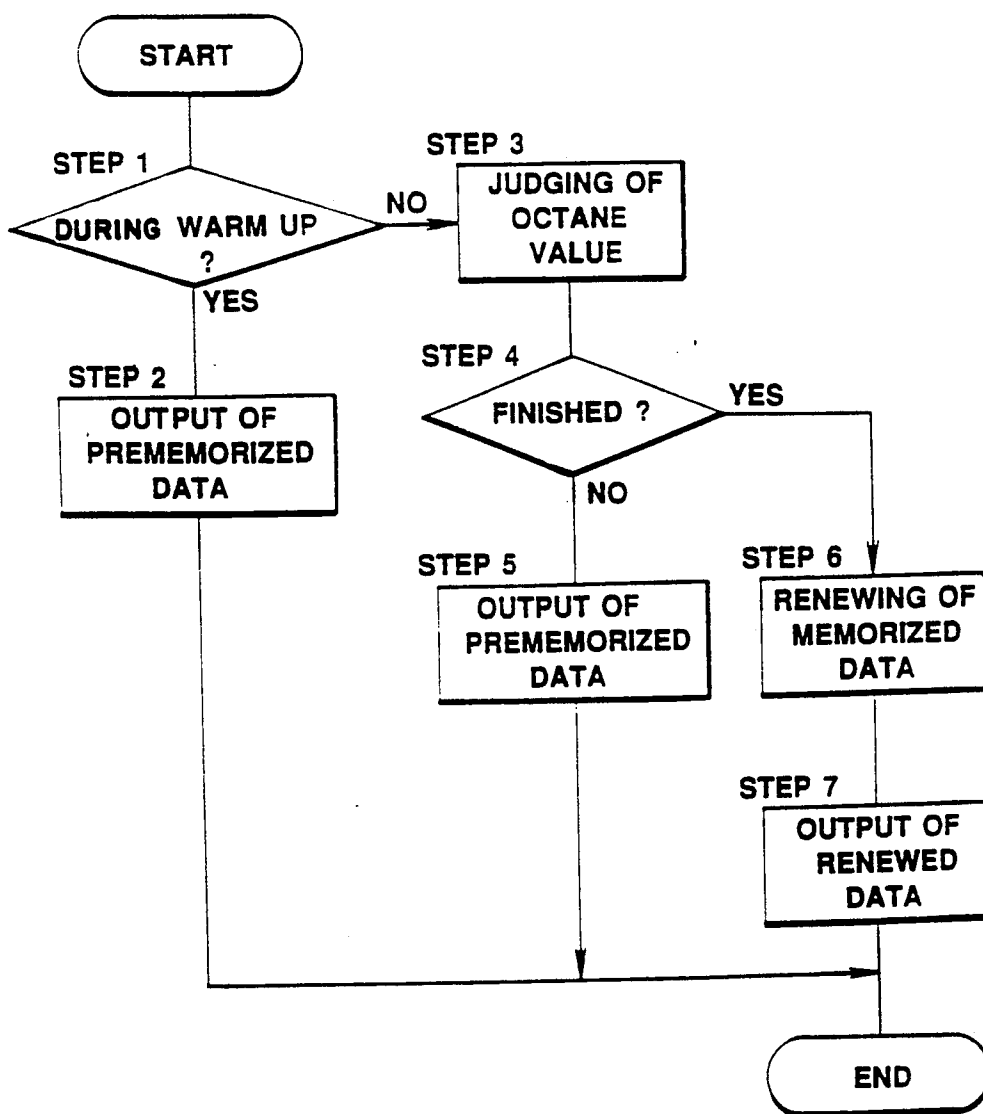 START
STEP 1
DURING WARM UP
?
NO
YES
STEP 2
OUTPUT OF
PREMEMORIZED
DATA
STEP 3
JUDGING OF
OCTANE
VALUE
STEP 4
FINISHED ?
YES
NO
STEP 5
OUTPUT OF
PREMEMORIZED
DATA
STEP 6
RENEWING OF
MEMORIZED
DATA
STEP 7
OUTPUT OF
RENEWED
DATA
END